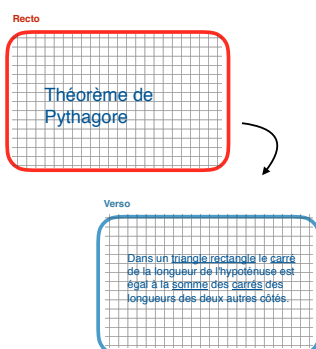 Recto
Théorème de
Pythagore
Verso
Dans un triangle rectangle le carré
de la longueur de l'hypoténuse est
égal à la somme des carrés des
longueurs des deux autres côtés.